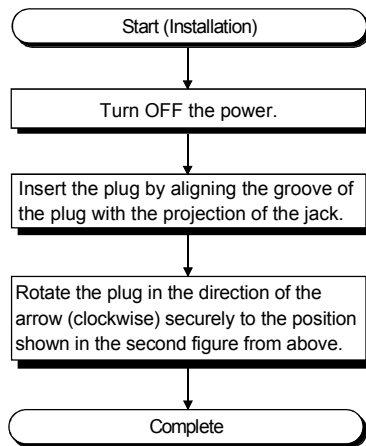 Start (Installation)
Turn OFF the power.
Insert the plug by aligning the groove of
the plug with the projection of the jack.
Rotate the plug in the direction of the
arrow (clockwise) securely to the position
shown in the second figure from above.
Complete